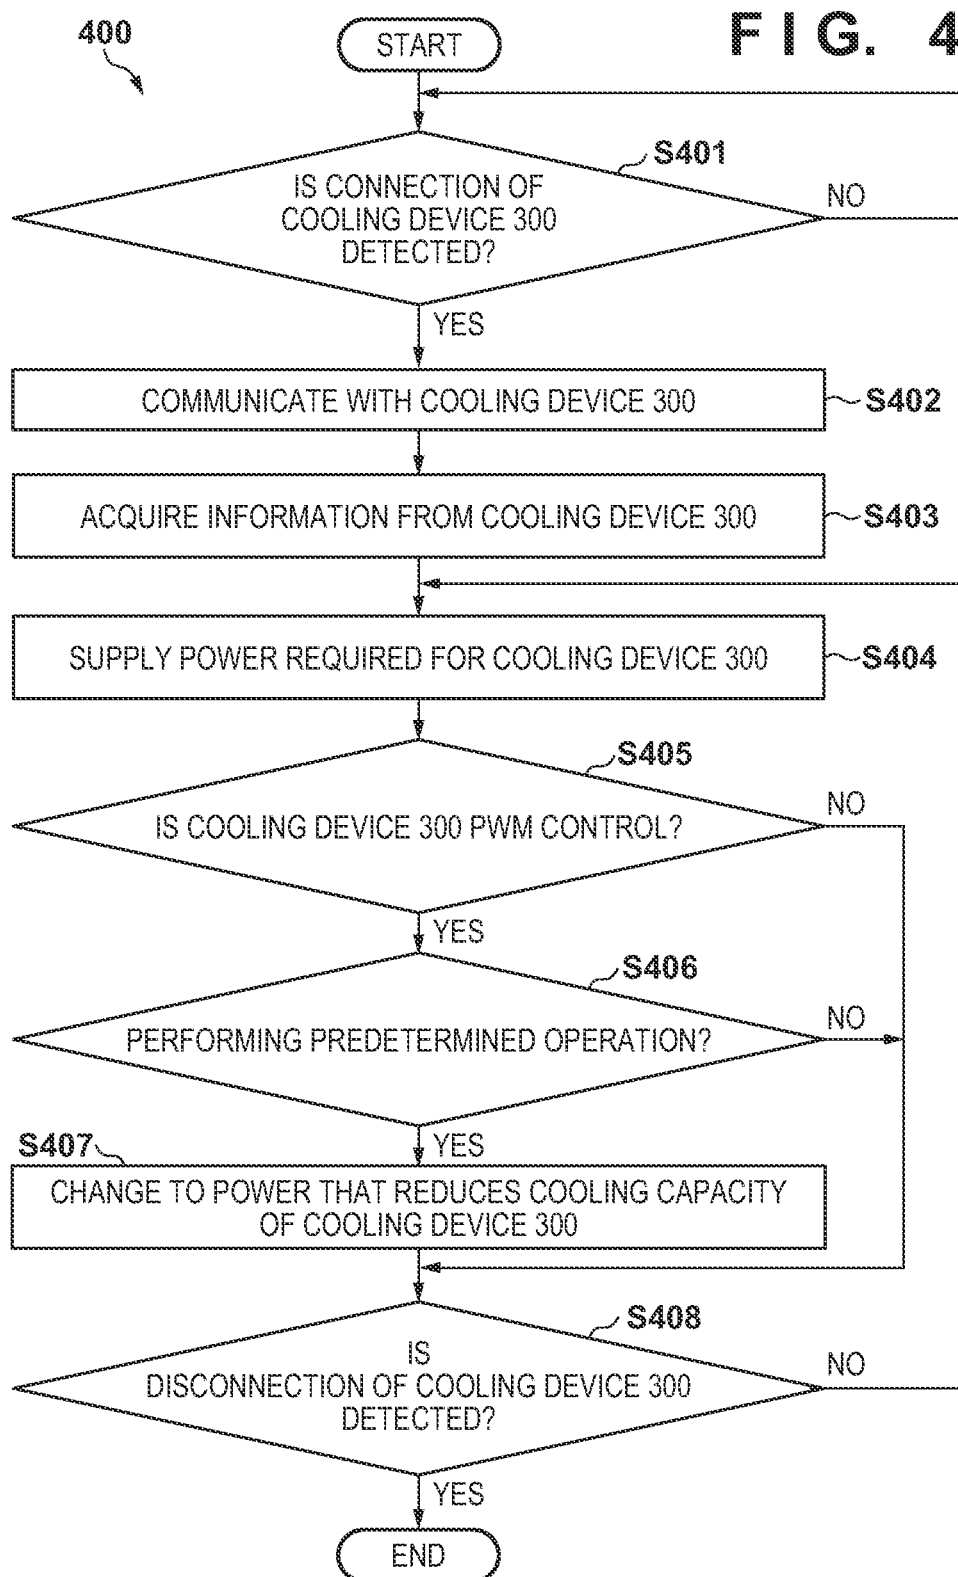 FIG. 4
400
START
S401
IS CONNECTION OF
COOLING DEVICE 300
DETECTED?
NO
YES
COMMUNICATE WITH COOLING DEVICE 300
S402
ACQUIRE INFORMATION FROM COOLING DEVICE 300
S403
SUPPLY POWER REQUIRED FOR COOLING DEVICE 300
S404
S405
IS COOLING DEVICE 300 PWM CONTROL?
NO
YES
S406
PERFORMING PREDETERMINED OPERATION?
NO
YES
S407
CHANGE TO POWER THAT REDUCES COOLING CAPACITY
OF COOLING DEVICE 300
S408
IS
DISCONNECTION OF COOLING DEVICE 300
DETECTED?
NO
YES
END